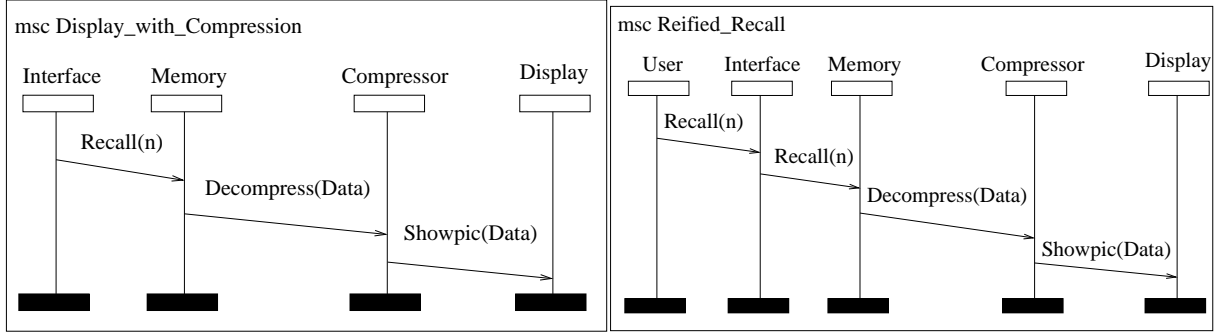 msc Display_with_Compression
Interface Memory Compressor Display
Recall(n)
Decompress(Data)
Showpic(Data)
msc Reified_Recall
User Interface Memory Compressor Display
Recall(n)
Recall(n)
Decompress(Data)
Showpic(Data)